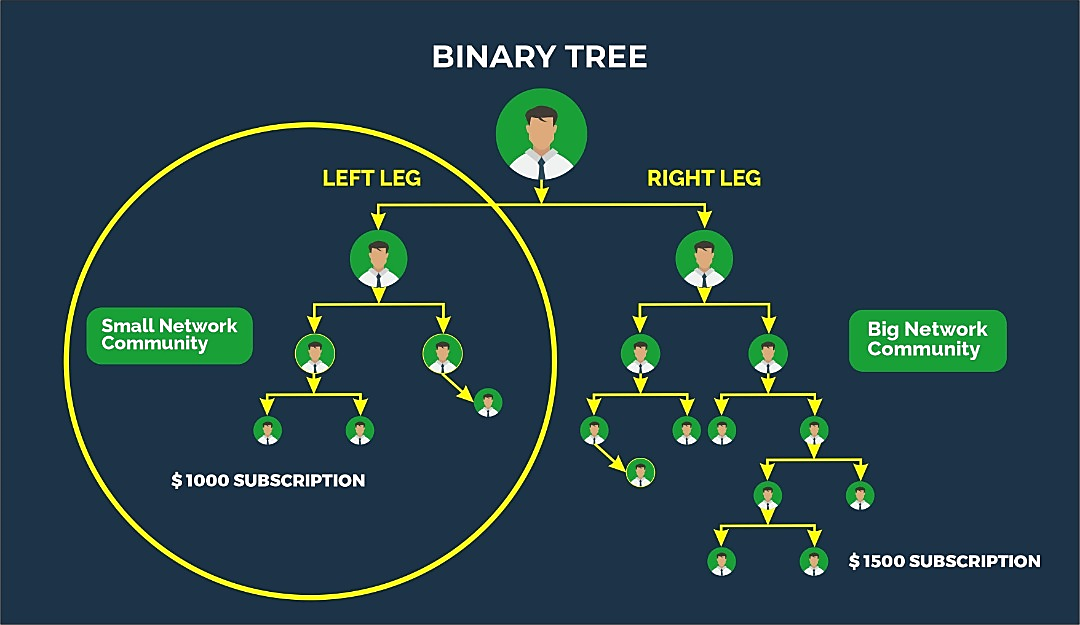 BINARY TREE
LEFT LEG
RIGHT LEG
Small Network
Community
Big Network
Community
$ 1000 SUBSCRIPTION
$ 1500 SUBSCRIPTION